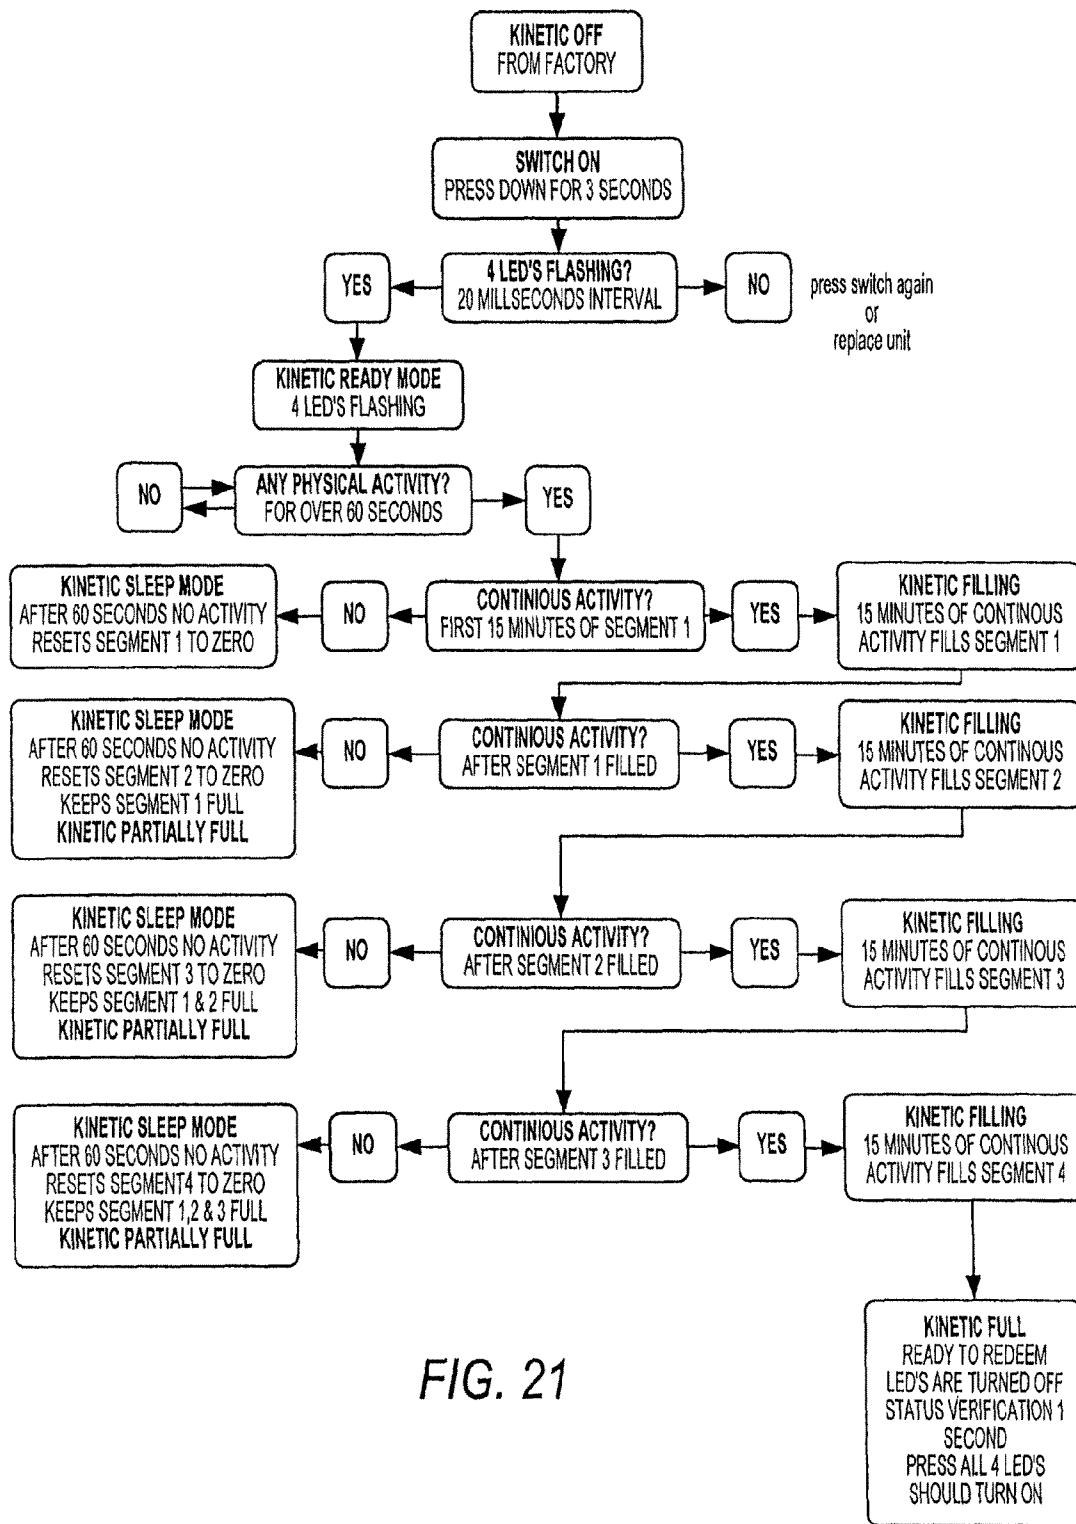 KINETIC OFF
FROM FACTORY
SWITCH ON
PRESS DOWN FOR 3 SECONDS
YES
4 LED'S FLASHING?
20 MILLSECONDS INTERVAL
NO
press switch again
or
replace unit
KINETIC READY MODE
4 LED'S FLASHING
NO
ANY PHYSICAL ACTIVITY?
FOR OVER 60 SECONDS
YES
KINETIC SLEEP MODE
AFTER 60 SECONDS NO ACTIVITY
RESETS SEGMENT 1 TO ZERO
NO
CONTINIOUS ACTIVITY?
FIRST 15 MINUTES OF SEGMENT 1
YES
KINETIC FILLING
15 MINUTES OF CONTINOUS
ACTIVITY FILLS SEGMENT 1
KINETIC SLEEP MODE
AFTER 60 SECONDS NO ACTIVITY
RESETS SEGMENT 2 TO ZERO
KEEPS SEGMENT 1 FULL
KINETIC PARTIALLY FULL
NO
CONTINIOUS ACTIVITY?
AFTER SEGMENT 1 FILLED
YES
KINETIC FILLING
15 MINUTES OF CONTINOUS
ACTIVITY FILLS SEGMENT 2
KINETIC SLEEP MODE
AFTER 60 SECONDS NO ACTIVITY
RESETS SEGMENT 3 TO ZERO
KEEPS SEGMENT 1 & 2 FULL
KINETIC PARTIALLY FULL
NO
CONTINIOUS ACTIVITY?
AFTER SEGMENT 2 FILLED
YES
KINETIC FILLING
15 MINUTES OF CONTINOUS
ACTIVITY FILLS SEGMENT 3
KINETIC SLEEP MODE
AFTER 60 SECONDS NO ACTIVITY
RESETS SEGMENT4 TO ZERO
KEEPS SEGMENT 1,2 & 3 FULL
KINETIC PARTIALLY FULL
NO
CONTINIOUS ACTIVITY?
AFTER SEGMENT 3 FILLED
YES
KINETIC FILLING
15 MINUTES OF CONTINOUS
ACTIVITY FILLS SEGMENT 4
KINETIC FULL
READY TO REDEEM
LED'S ARE TURNED OFF
STATUS VERIFICATION 1
SECOND
PRESS ALL 4 LED'S
SHOULD TURN ON
FIG. 21